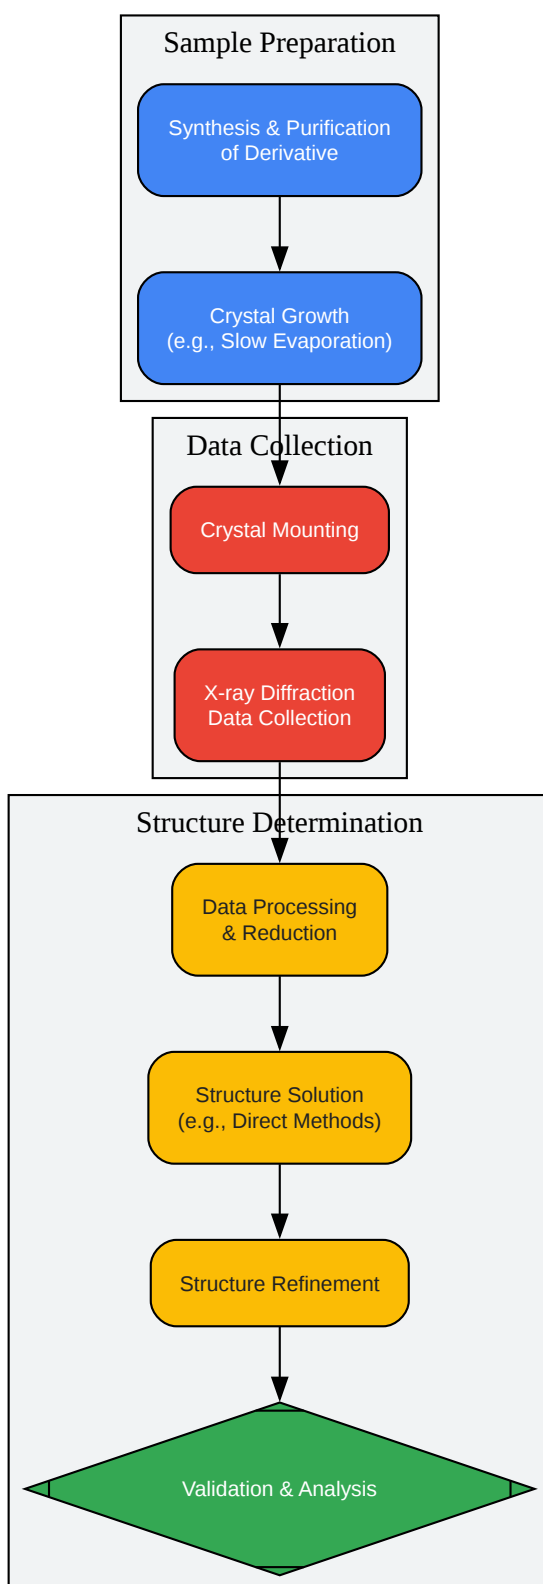 Sample Preparation
Synthesis & Purification
of Derivative
Crystal Growth
(e.g., Slow Evaporation)
Data Collection
Crystal Mounting
X-ray Diffraction
Data Collection
Structure Determination
Data Processing
& Reduction
Structure Solution
(e.g., Direct Methods)
Structure Refinement
Validation & Analysis